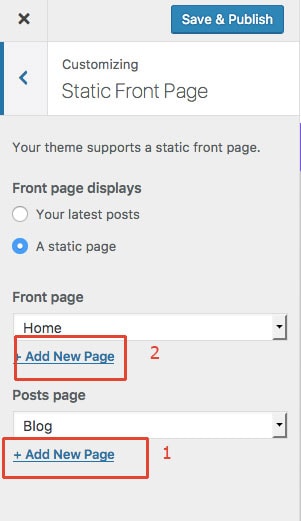 Save & Publish
Customizing
Static Front Page
Your theme supports a static front page.
Front page displays
Your latest posts
A static page
Front page
Home
+ Add New Page
2
Posts page
Blog
+ Add New Page
1